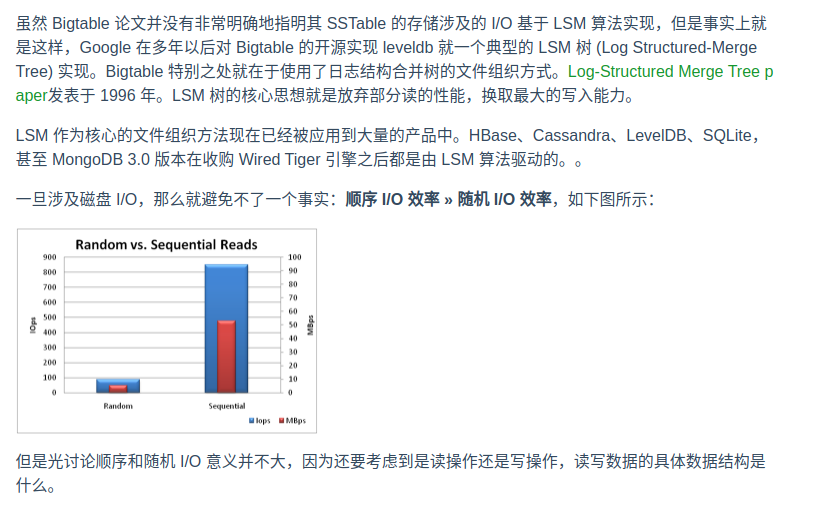 虽然 Bigtable 论文并没有非常明确地指明其 SSTable 的存储涉及的 I/O 基于 LSM 算法实现，但是事实上就
是这样，Google 在多年以后对 Bigtable 的开源实现 leveldb 就一个典型的 LSM 树 (Log Structured-Merge
Tree) 实现。Bigtable 特别之处就在于使用了日志结构合并树的文件组织方式。Log-Structured Merge Tree p
aper发表于 1996 年。LSM 树的核心思想就是放弃部分读的性能，换取最大的写入能力。
LSM 作为核心的文件组织方法现在已经被应用到大量的产品中。HBase、Cassandra、LevelDB、SQLite，
甚至 MongoDB 3.0 版本在收购 Wired Tiger 引擎之后都是由 LSM 算法驱动的。。
一旦涉及磁盘 I/O，那么就避免不了一个事实：顺序 I/O 效率 » 随机 I/O 效率，如下图所示：
Random vs. Sequential Reads
900
800
700
600
500
400
300
200
100
0
IOps
100
90
80
70
60
50
40
30
20
10
0
MBps
Random
Sequential
Iops
MBps
但是光讨论顺序和随机 I/O 意义并不大，因为还要考虑到是读操作还是写操作，读写数据的具体数据结构是
什么。